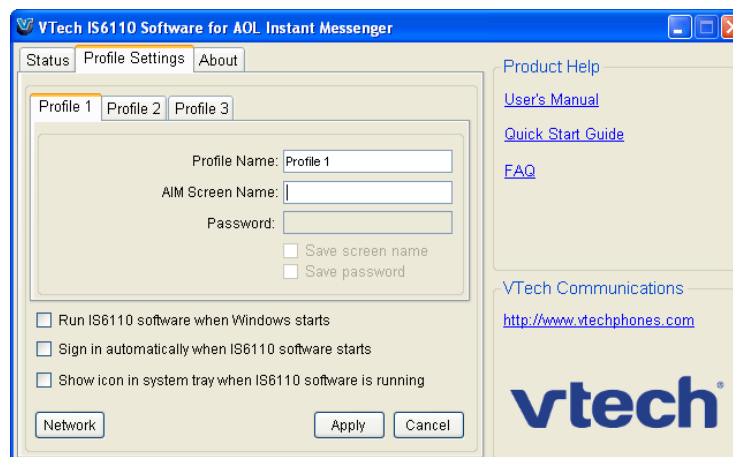 VTech IS6110 Software for AOL Instant Messenger
Status Profile Settings About
Profile 1 Profile 2 Profile 3
Profile Name: Profile 1
AIM Screen Name:
Password:
Save screen name
Save password
Run IS6110 software when Windows starts
Sign in automatically when IS6110 software starts
Show icon in system tray when IS6110 software is running
Network Apply Cancel
Product Help
User's Manual
Quick Start Guide
FAQ
VTech Communications
http://www.vtechphones.com
vtech®